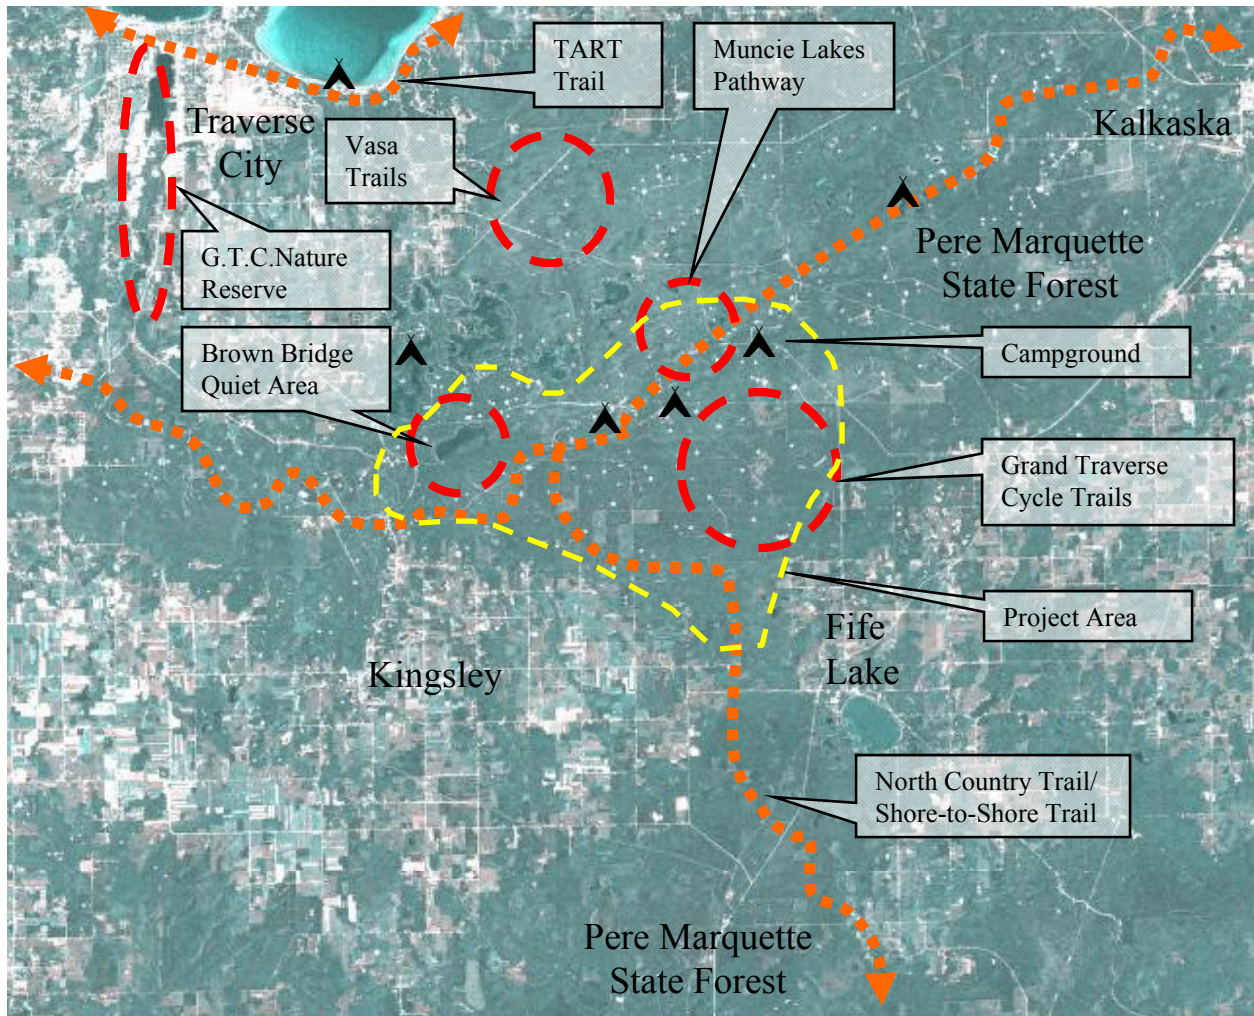 TART
Trail
Muncie Lakes
Pathway
Kalkaska
Traverse
City
Vasa
Trails
G.T.C.Nature
Reserve
Pere Marquette
State Forest
Brown Bridge
Quiet Area
Campground
Grand Traverse
Cycle Trails
Project Area
Fife
Lake
Kingsley
North Country Trail/
Shore-to-Shore Trail
Pere Marquette
State Forest